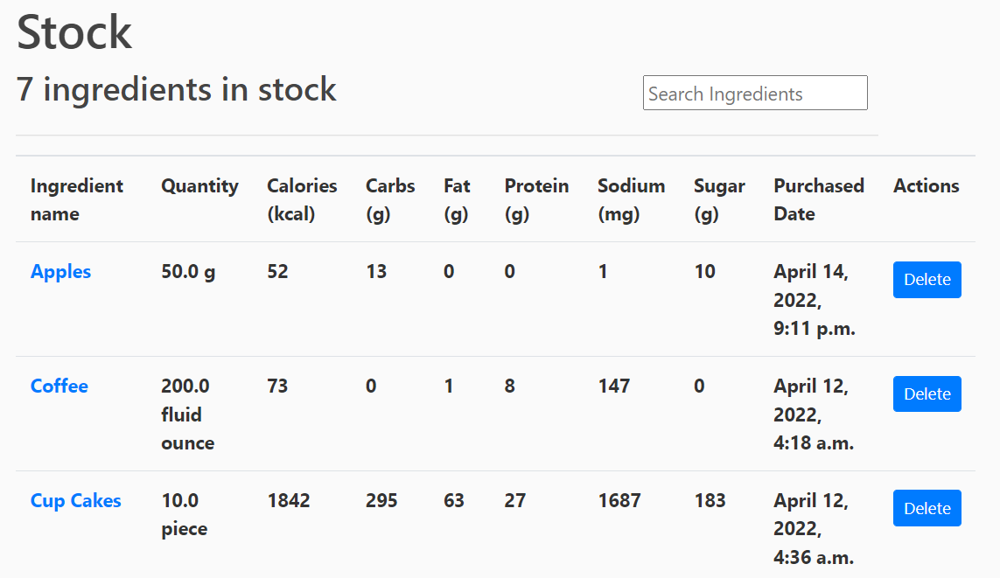 Stock
7 ingredients in stock
Search Ingredients
Ingredient name Quantity Calories (kcal) Carbs (g) Fat (g) Protein (g) Sodium (mg) Sugar (g) Purchased Date Actions
Apples 50.0 g 52 13 0 0 1 10 April 14, 2022, 9:11 p.m. Delete
Coffee 200.0 fluid ounce 73 0 1 8 147 0 April 12, 2022, 4:18 a.m. Delete
Cup Cakes 10.0 piece 1842 295 63 27 1687 183 April 12, 2022, 4:36 a.m. Delete